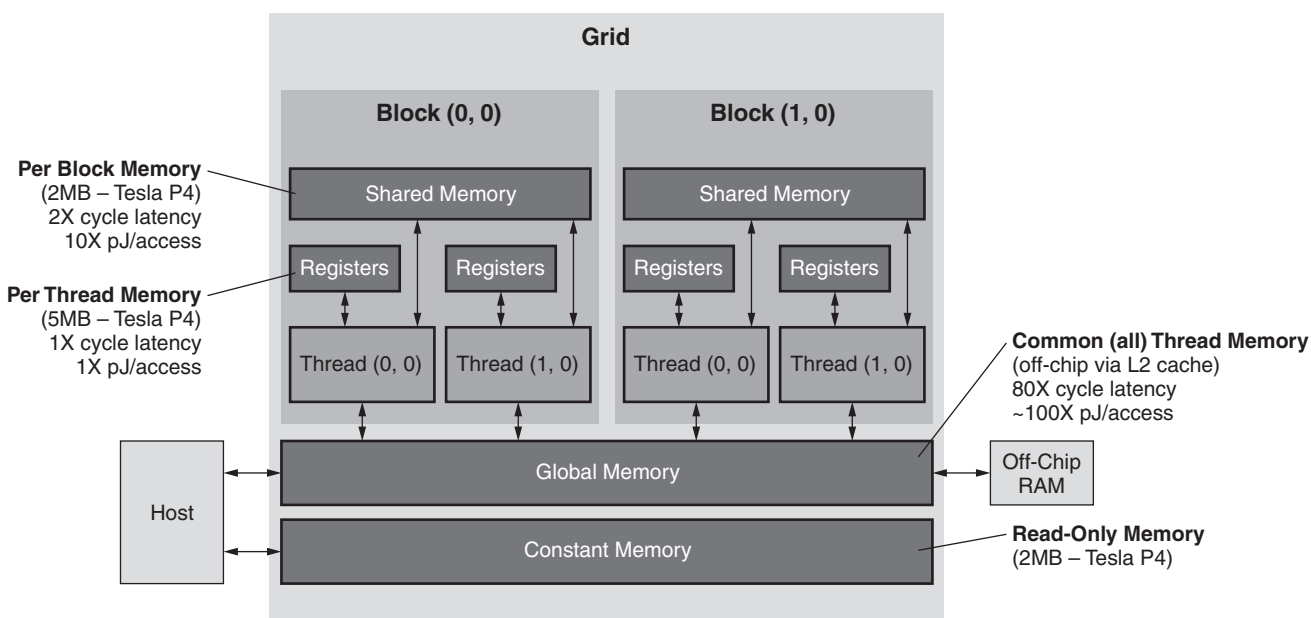 Grid
Block (0, 0)
Block (1, 0)
Per Block Memory
(2MB – Tesla P4)
2X cycle latency
10X pJ/access
Shared Memory
Shared Memory
Registers
Registers
Registers
Registers
Per Thread Memory
(5MB – Tesla P4)
1X cycle latency
1X pJ/access
Thread (0, 0)
Thread (1, 0)
Thread (0, 0)
Thread (1, 0)
Common (all) Thread Memory
(off-chip via L2 cache)
80X cycle latency
~100X pJ/access
Host
Global Memory
Off-Chip
RAM
Constant Memory
Read-Only Memory
(2MB – Tesla P4)